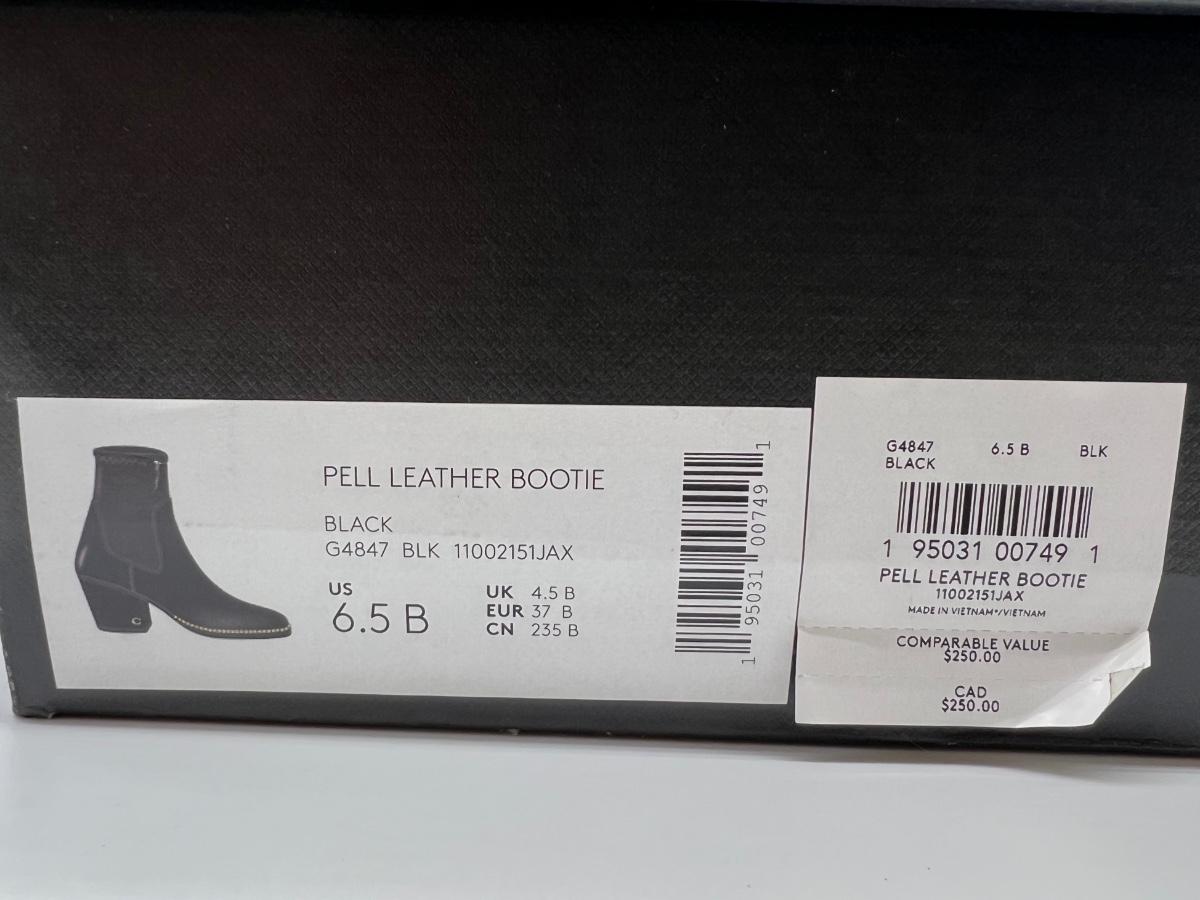 PELL LEATHER BOOTIE
BLACK
G4847 BLK 11002151JAX
US
6.5 B
UK 4.5 B
EUR 37 B
CN 235 B
C
1 95031 00749 1
G4847 6.5 B BLK
BLACK
1 95031 00749 1
PELL LEATHER BOOTIE
11002151JAX
MADE IN VIETNAM*/VIETNAM
COMPARABLE VALUE
$250.00
CAD
$250.00